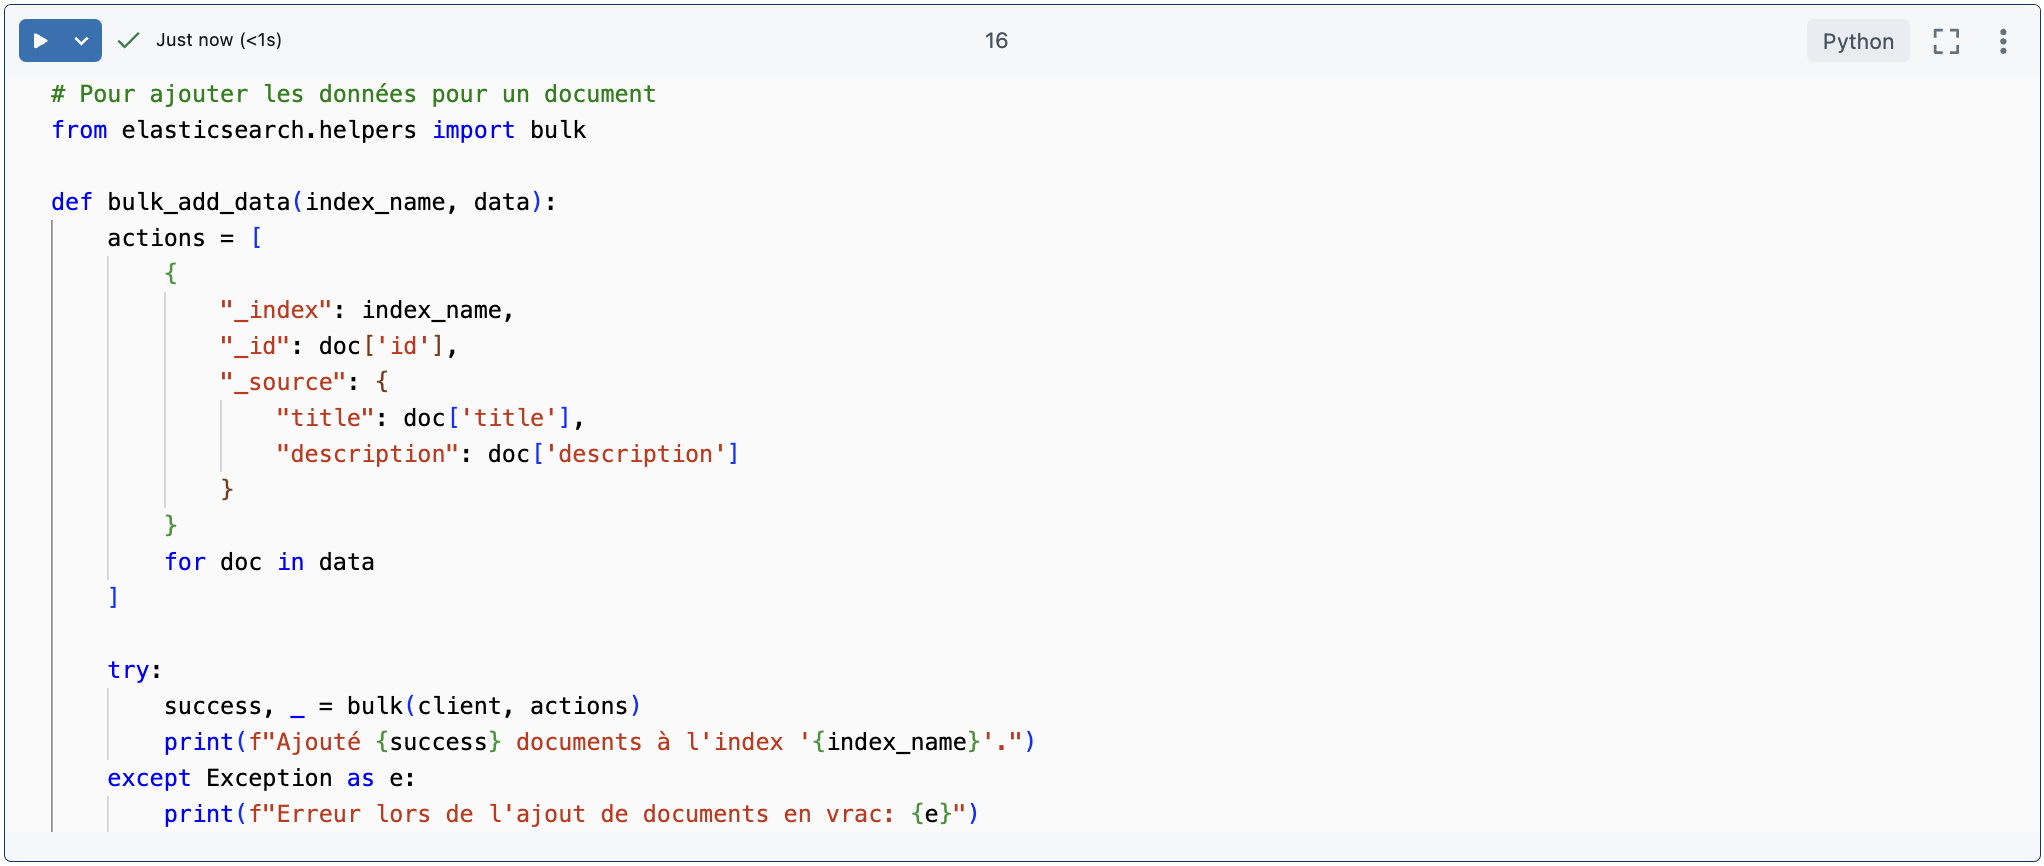 Just now (<1s)
16
Python
# Pour ajouter les données pour un document
from elasticsearch.helpers import bulk
def bulk_add_data(index_name, data):
    actions = [
        {
            "_index": index_name,
            "_id": doc['id'],
            "_source": {
                "title": doc['title'],
                "description": doc['description']
            }
        }
        for doc in data
    ]
    try:
        success, _ = bulk(client, actions)
        print(f"Ajouté {success} documents à l'index '{index_name}'.")
    except Exception as e:
        print(f"Erreur lors de l'ajout de documents en vrac: {e}")